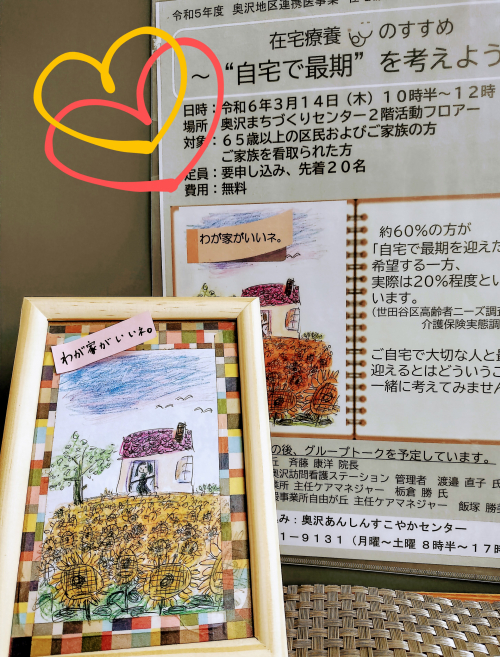 令和5年度 奥沢地区連携医事業
在宅療養のすすめ
～“自宅で最期”を考えよう
日時：令和６年３月１４日（木）１０時半～１２時
場所：奥沢まちづくりセンター２階活動フロアー
対象：６５歳以上の区民およびご家族の方
ご家族を看取られた方
定員：要申し込み、先着２０名
費用：無料
わが家がいいネ。
約60％の方が
「自宅で最期を迎えた
希望する一方、
実際は20％程度とい
います。
（世田谷区高齢者ニーズ調
介護保険実態調
ご自宅で大切な人と最
迎えるとはどういうこ
一緒に考えてみません
の後、グループトークを予定しています。
丘 斉藤 康洋 院長
奥沢訪問看護ステーション 管理者 渡邉 直子 氏
業所 主任ケアマネジャー 栃倉 勝 氏
事業所自由が丘 主任ケアマネジャー 飯塚 勝
込み：奥沢あんしんすこやかセンター
1－9131（月曜～土曜 8時半～17
わが家がいいネ。